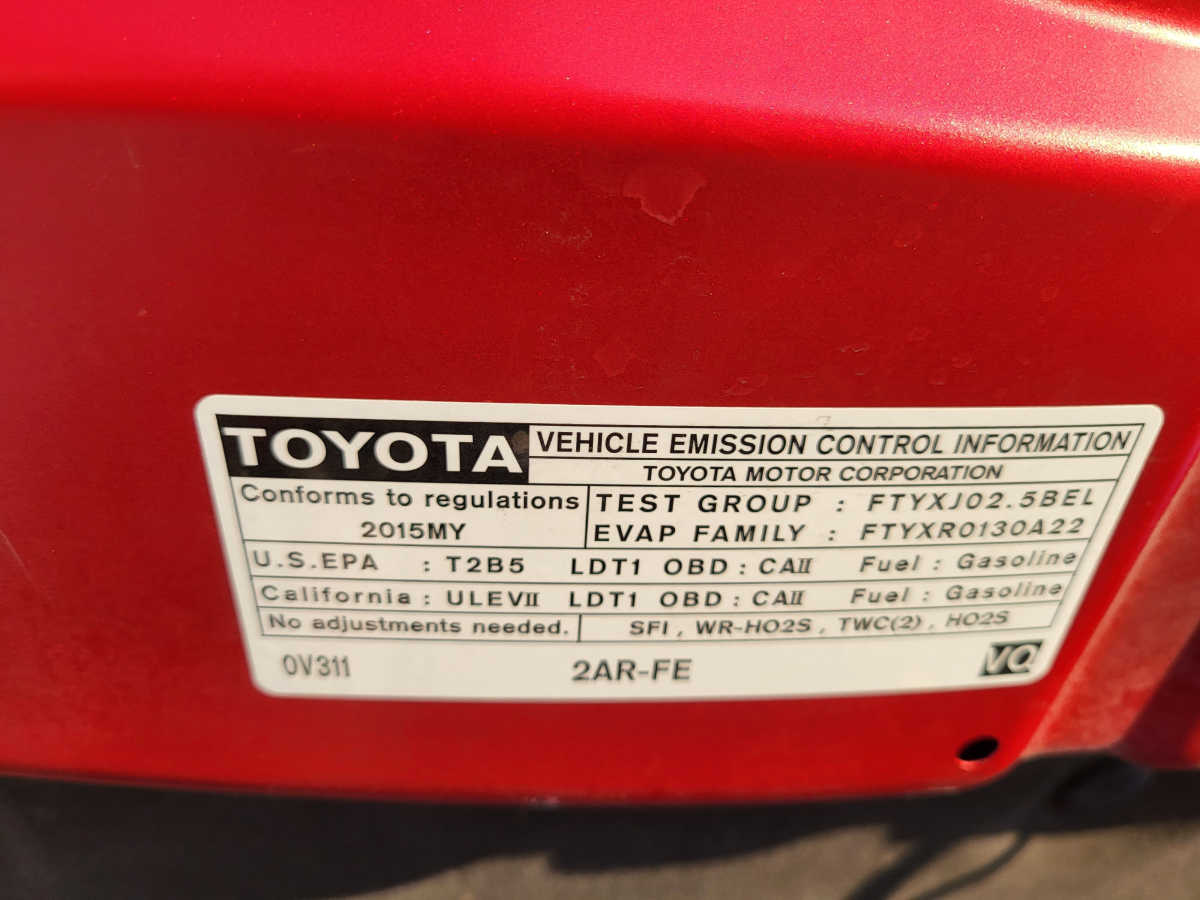 TOYOTA VEHICLE EMISSION CONTROL INFORMATION
TOYOTA MOTOR CORPORATION
Conforms to regulations TEST GROUP : FTYXJ02.5BEL
2015MY EVAP FAMILY : FTYXR0130A22
U.S.EPA : T2B5 LDT1 OBD : CAII Fuel : Gasoline
California : ULEVII LDT1 OBD : CAII Fuel : Gasoline
No adjustments needed. SFI , WR-HO2S , TWC(2) , HO2S
0V311 2AR-FE VQ